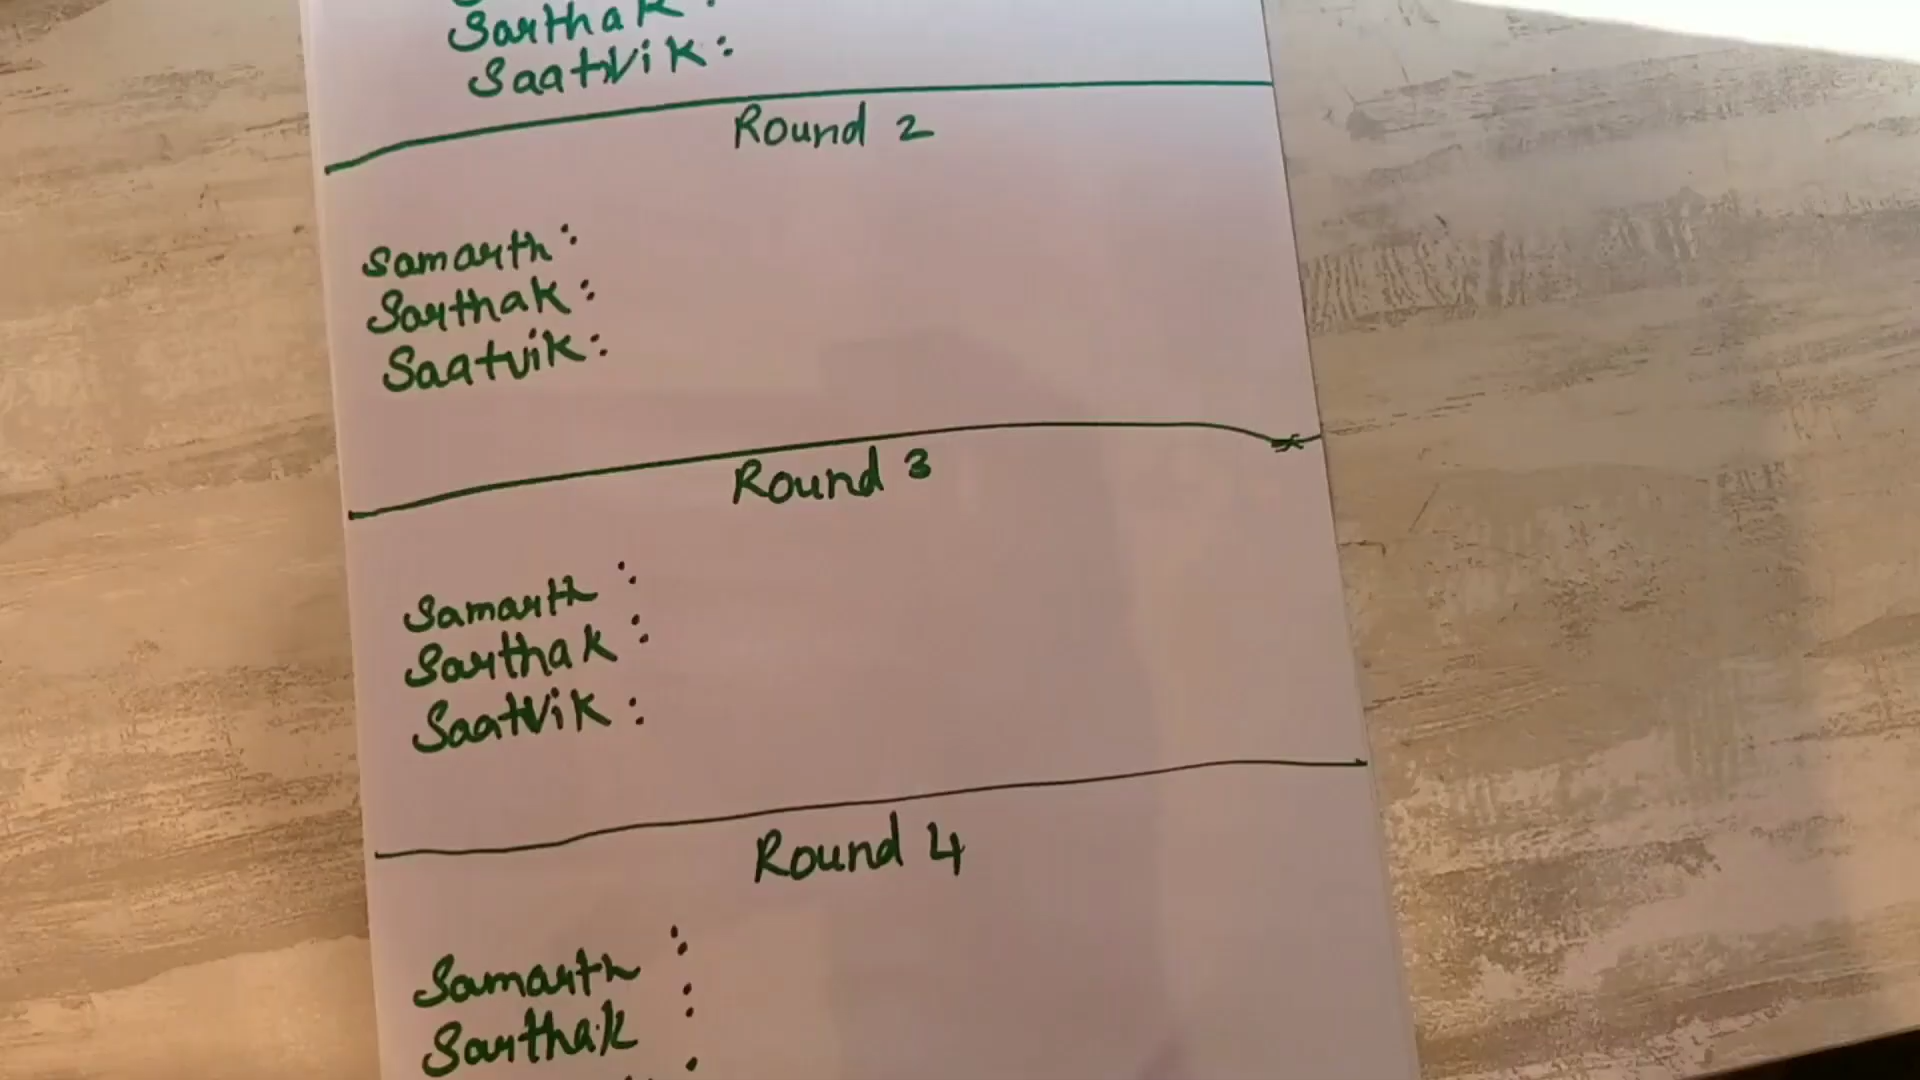 Sarthak :
Saatvik :
Round 2
Samarth :
Sarthak :
Saatvik :
Round 3
Samarth :
Sarthak :
Saatvik :
Round 4
Samarth :
Sarthak :